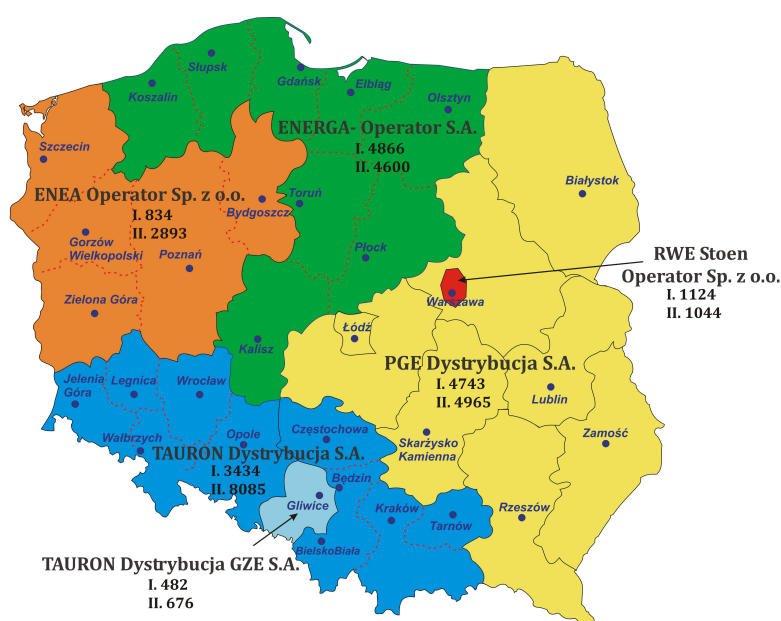 Słupsk
Koszalin
Gdańsk
Elbląg
Olsztyn
ENERGA- Operator S.A.
I. 4866
II. 4600
Szczecin
Białystok
ENEA Operator Sp. z o.o.
I. 834
II. 2893
Toruń
Bydgoszcz
Gorzów
Wielkopolski
Poznań
Płock
RWE Stoen
Operator Sp. z o.o.
I. 1124
II. 1044
Zielona Góra
Warszawa
Łódź
Kalisz
PGE Dystrybucja S.A.
I. 4743
II. 4965
Jelenia
Góra
Legnica
Wrocław
Lublin
Wałbrzych
Opole
Częstochowa
Skarżysko
Kamienna
Zamość
TAURON Dystrybucja S.A.
I. 3434
II. 8085
Będzin
Gliwice
Kraków
Tarnów
Rzeszów
BielskoBiała
TAURON Dystrybucja GZE S.A.
I. 482
II. 676